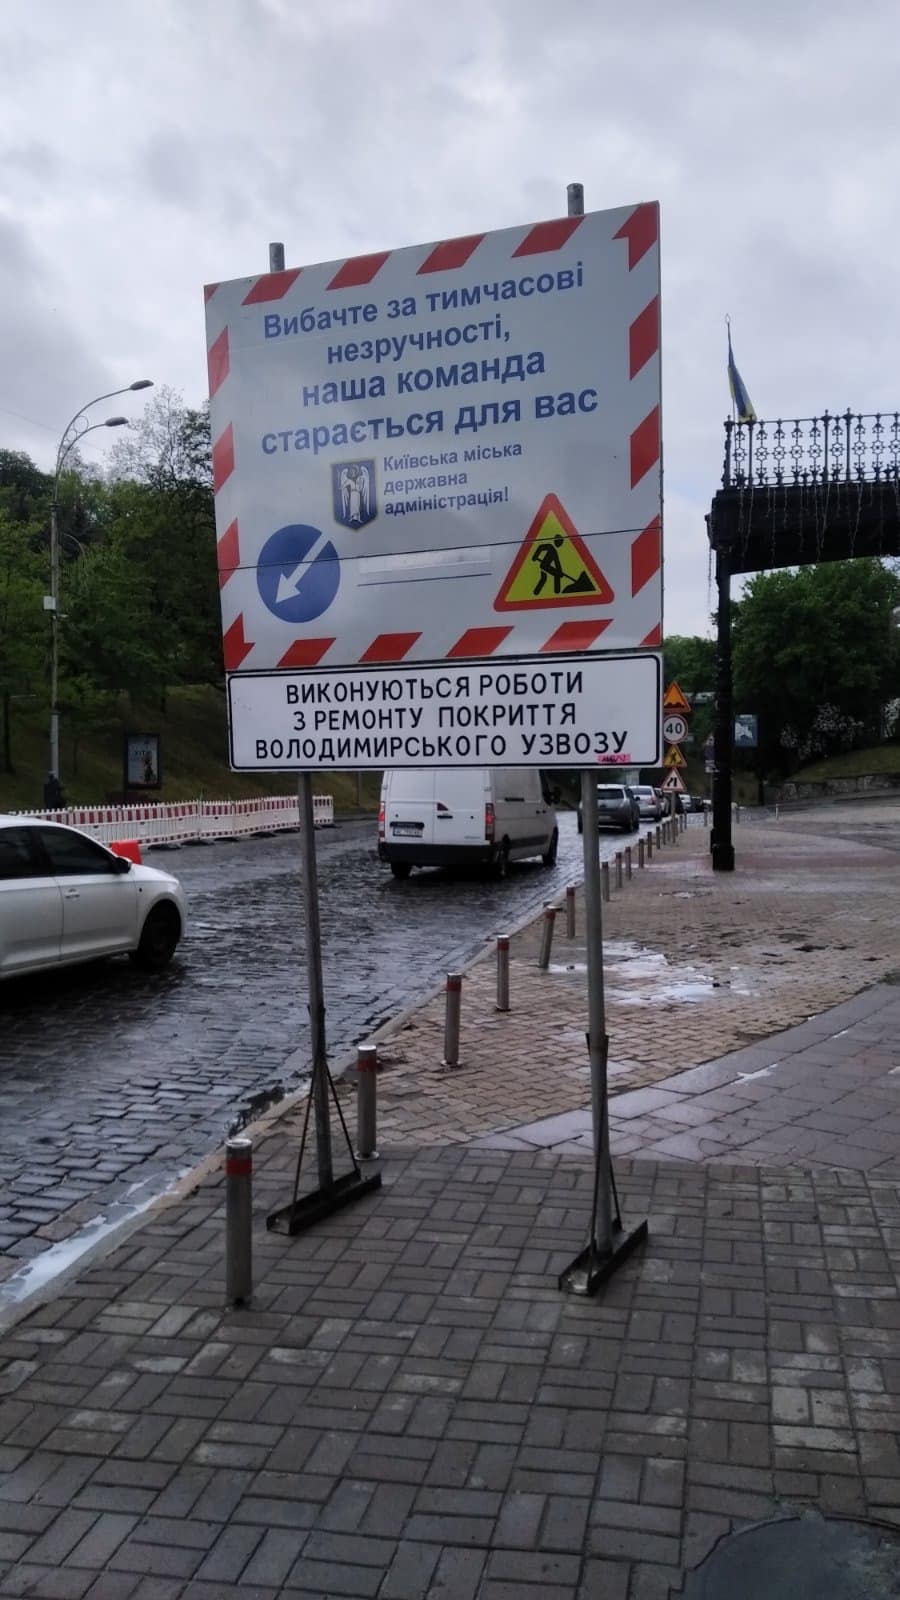 Вибачте за тимчасові
незручності,
наша команда
старається для вас
Київська міська
державна
адміністрація!
ВИКОНУЮТЬСЯ РОБОТИ
З РЕМОНТУ ПОКРИТТЯ
ВОЛОДИМИРСЬКОГО УЗВОЗУ
40